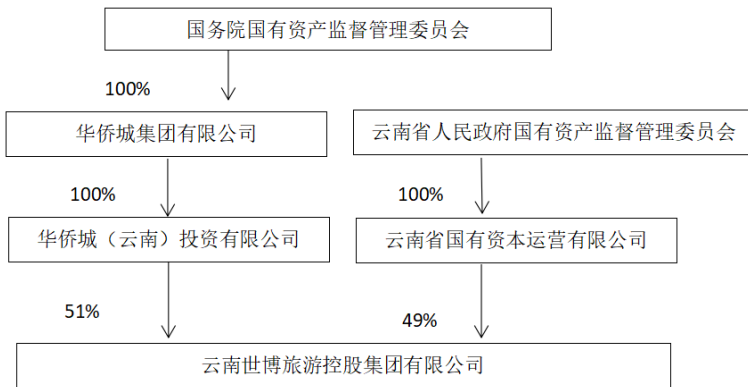 国务院国有资产监督管理委员会
100%
华侨城集团有限公司
云南省人民政府国有资产监督管理委员会
100%
100%
华侨城（云南）投资有限公司
云南省国有资本运营有限公司
51%
49%
云南世博旅游控股集团有限公司